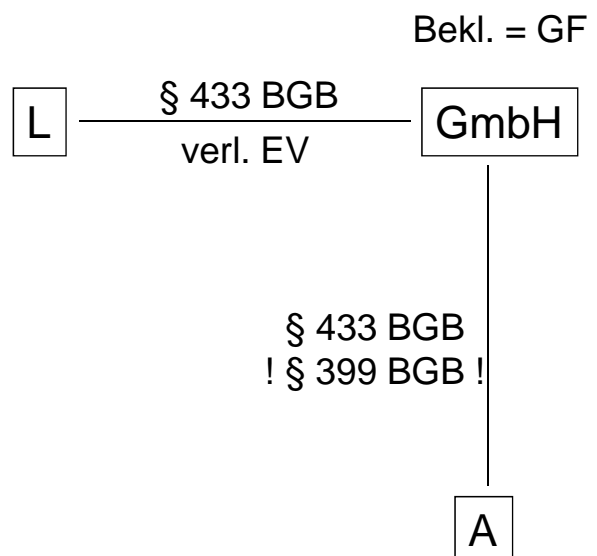 Bekl. = GF
§ 433 BGB
L
GmbH
verl. EV
§ 433 BGB
! § 399 BGB !
A